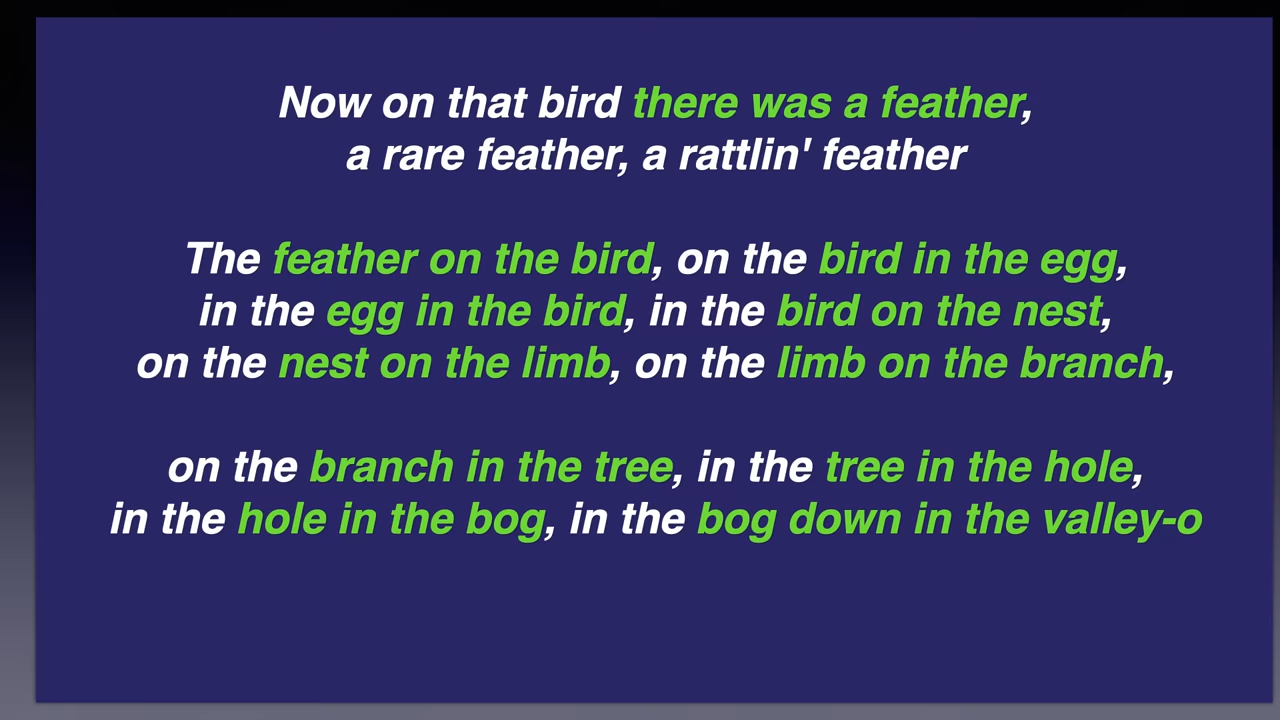 Now on that bird there was a feather,
a rare feather, a rattlin' feather
The feather on the bird, on the bird in the egg,
in the egg in the bird, in the bird on the nest,
on the nest on the limb, on the limb on the branch,
on the branch in the tree, in the tree in the hole,
in the hole in the bog, in the bog down in the valley-o